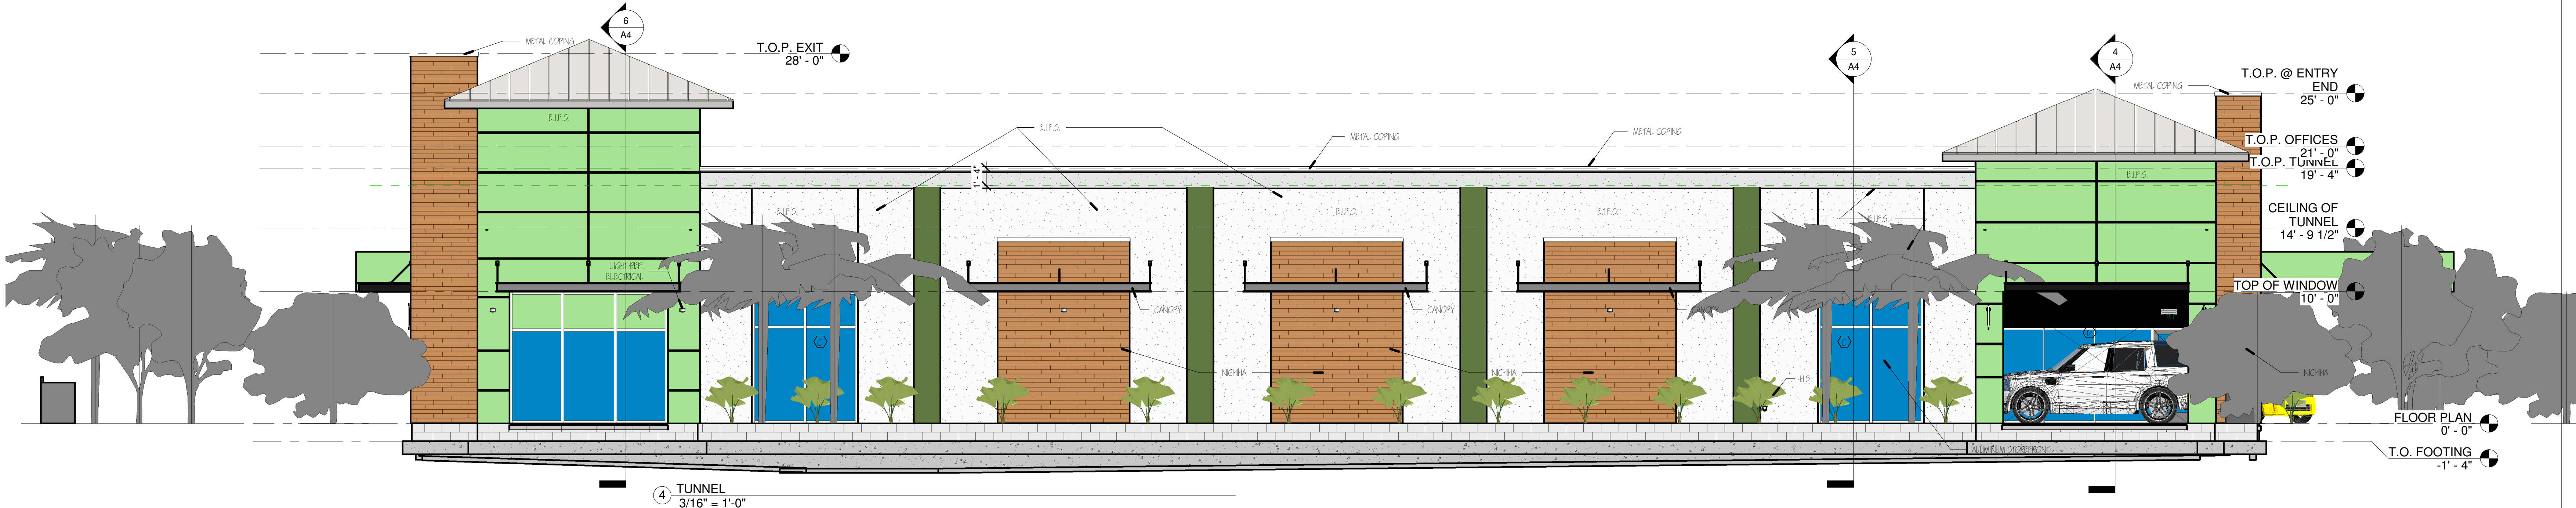 6
A4
METAL COPING
T.O.P. EXIT
28' - 0"
5
A4
4
A4
T.O.P. @ ENTRY
END
25' - 0"
METAL COPING
E.I.F.S.
E.I.F.S.
METAL COPING
METAL COPING
T.O.P. OFFICES
21' - 0"
T.O.P. TUNNEL
19' - 4"
1' - 4"
E.I.F.S.
E.I.F.S.
E.I.F.S.
E.I.F.S.
E.I.F.S.
CEILING OF
TUNNEL
14' - 9 1/2"
LIGHT-REF.
ELECTRICAL
TOP OF WINDOW
10' - 0"
CANOPY
CANOPY
CANOPY
NICHIHA
NICHIHA
NICHIHA
H.B.
FLOOR PLAN
0' - 0"
ALUMINUM STOREFRONT
T.O. FOOTING
-1' - 4"
4
TUNNEL
3/16" = 1'-0"